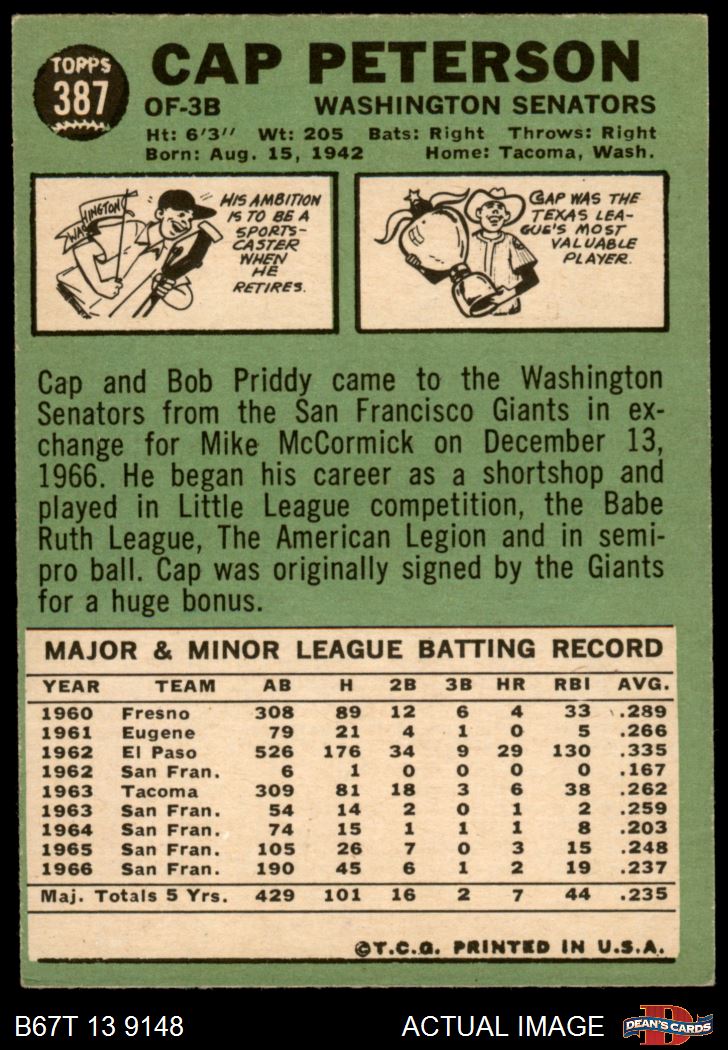 TOPPS
387
CAP PETERSON
OF-3B WASHINGTON SENATORS
Ht: 6'3'' Wt: 205 Bats: Right Throws: Right
Born: Aug. 15, 1942 Home: Tacoma, Wash.
WASHINGTON
HIS AMBITION
IS TO BE A
SPORTS-
CASTER
WHEN
HE
RETIRES.
CAP WAS THE
TEXAS LEA-
GUE'S MOST
VALUABLE
PLAYER.
Cap and Bob Priddy came to the Washington
Senators from the San Francisco Giants in ex-
change for Mike McCormick on December 13,
1966. He began his career as a shortshop and
played in Little League competition, the Babe
Ruth League, The American Legion and in semi-
pro ball. Cap was originally signed by the Giants
for a huge bonus.
MAJOR & MINOR LEAGUE BATTING RECORD
YEAR TEAM AB H 2B 3B HR RBI AVG.
1960 Fresno 308 89 12 6 4 33 .289
1961 Eugene 79 21 4 1 0 5 .266
1962 El Paso 526 176 34 9 29 130 .335
1962 San Fran. 6 1 0 0 0 0 .167
1963 Tacoma 309 81 18 3 6 38 .262
1963 San Fran. 54 14 2 0 1 2 .259
1964 San Fran. 74 15 1 1 1 8 .203
1965 San Fran. 105 26 7 0 3 15 .248
1966 San Fran. 190 45 6 1 2 19 .237
Maj. Totals 5 Yrs. 429 101 16 2 7 44 .235
©T.C.G. PRINTED IN U.S.A.
B67T 13 9148 ACTUAL IMAGE
D
DEAN'S CARDS